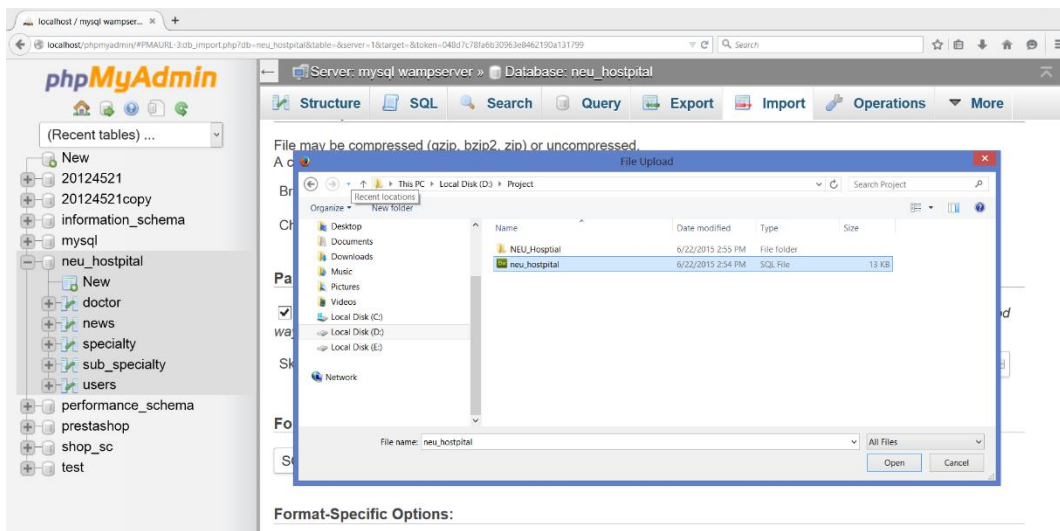 localhost / mysql wampser... ×
localhost/phpmyadmin/#PMAURL-3:db_import.php?db=neu_hostpital&table=&server=1&target=&token=048d7c78fa6b30963e8462190a131799
Search
phpMyAdmin
(Recent tables) ...
New
20124521
20124521copy
information_schema
mysql
neu_hostpital
New
doctor
news
specialty
sub_specialty
users
performance_schema
prestashop
shop_sc
test
Server: mysql wampserver » Database: neu_hostpital
Structure SQL Search Query Export Import Operations More
File may be compressed (gzip, bzip2, zip) or uncompressed.
A c
File Upload
This PC Local Disk (D:) Project
Search Project
Recent locations
Br
Organize New folder
Ch
Name Date modified Type Size
NEU_Hosptial 6/22/2015 2:55 PM File folder
neu_hostpital 6/22/2015 2:54 PM SQL File 13 KB
Desktop
Documents
Downloads
Music
Pictures
Videos
Local Disk (C:)
Local Disk (D:)
Local Disk (E:)
Network
Pa
way
Sk
Fo
File name: neu_hostpital
All Files
Open Cancel
Format-Specific Options: